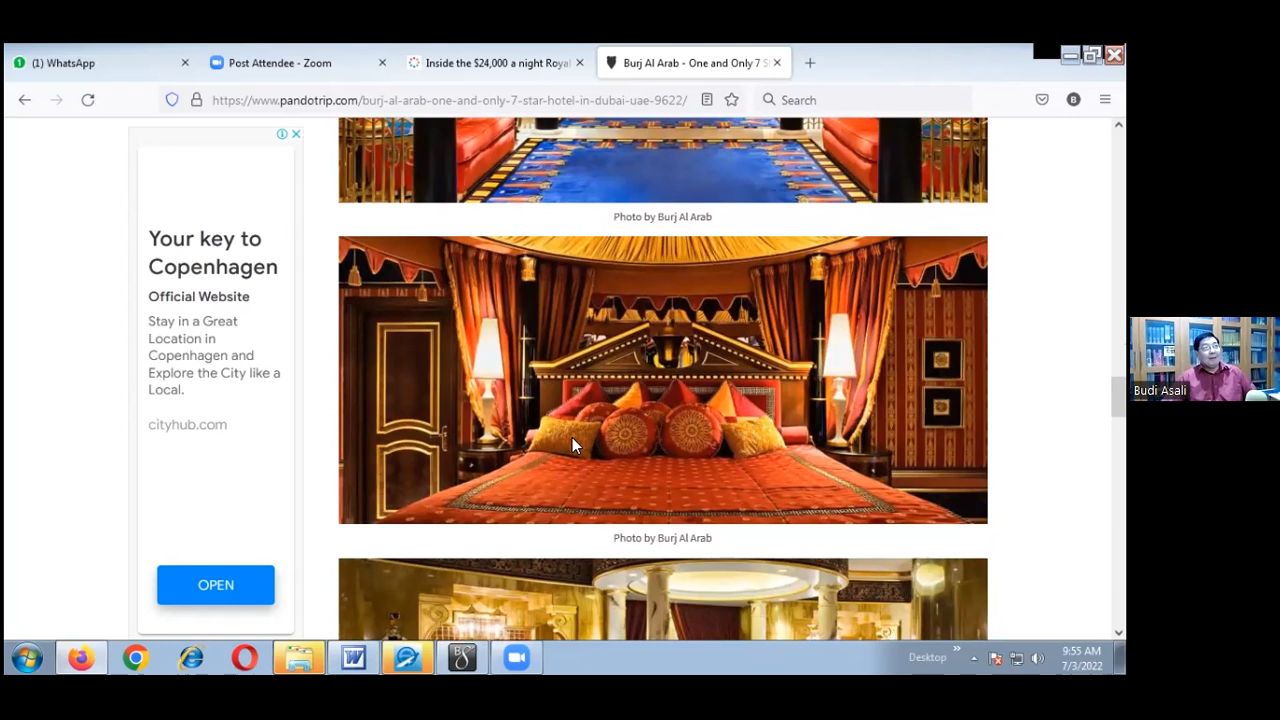 (1) WhatsApp
Post Attendee - Zoom
Inside the $24,000 a night Royal
Burj Al Arab - One and Only 7 S
https://www.pandotrip.com/burj-al-arab-one-and-only-7-star-hotel-in-dubai-uae-9622/
Search
B
Photo by Burj Al Arab
Your key to
Copenhagen
Official Website
Stay in a Great
Location in
Copenhagen and
Explore the City like a
Local.
cityhub.com
OPEN
Photo by Burj Al Arab
Budi Asali
Desktop
9:55 AM
7/3/2022